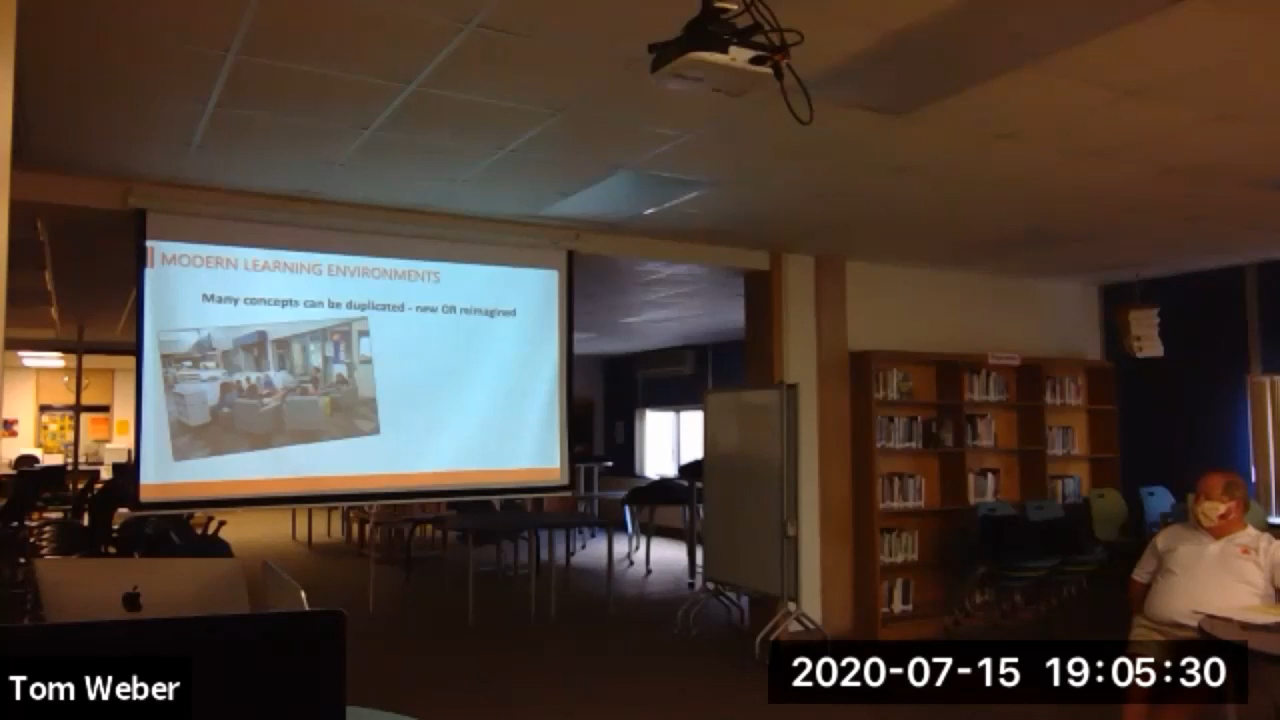 MODERN LEARNING ENVIRONMENTS
Many concepts can be duplicated - new OR reimagined
Tom Weber
2020-07-15 19:05:30